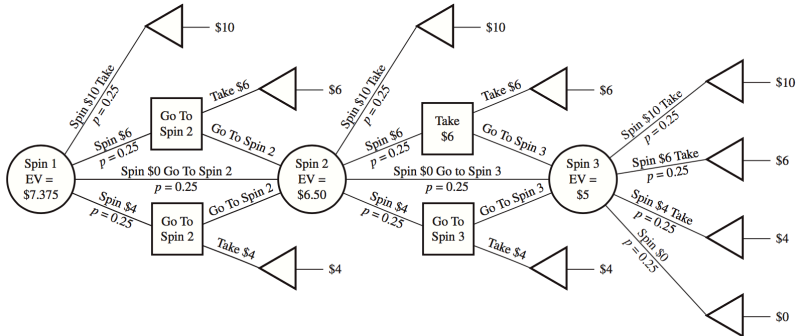 $10
Spin $10 Take
p = 0.25
Take $6
$6
Go To
Spin 2
Spin $6
p = 0.25
Go To Spin 2
Spin 1
EV =
$7.375
Spin $0 Go To Spin 2
p = 0.25
Spin $4
p = 0.25
Go To
Spin 2
Go To Spin 2
Take $4
$4
Spin 2
EV =
$6.50
$10
Spin $10 Take
p = 0.25
Take $6
$6
Take
$6
Spin $6
p = 0.25
Go To Spin 3
Spin $0 Go to Spin 3
p = 0.25
Spin $4
p = 0.25
Go To
Spin 3
Go To Spin 3
Take $4
$4
Spin 3
EV =
$5
Spin $10 Take
p = 0.25
$10
Spin $6 Take
p = 0.25
$6
Spin $4 Take
p = 0.25
$4
Spin $0
p = 0.25
$0